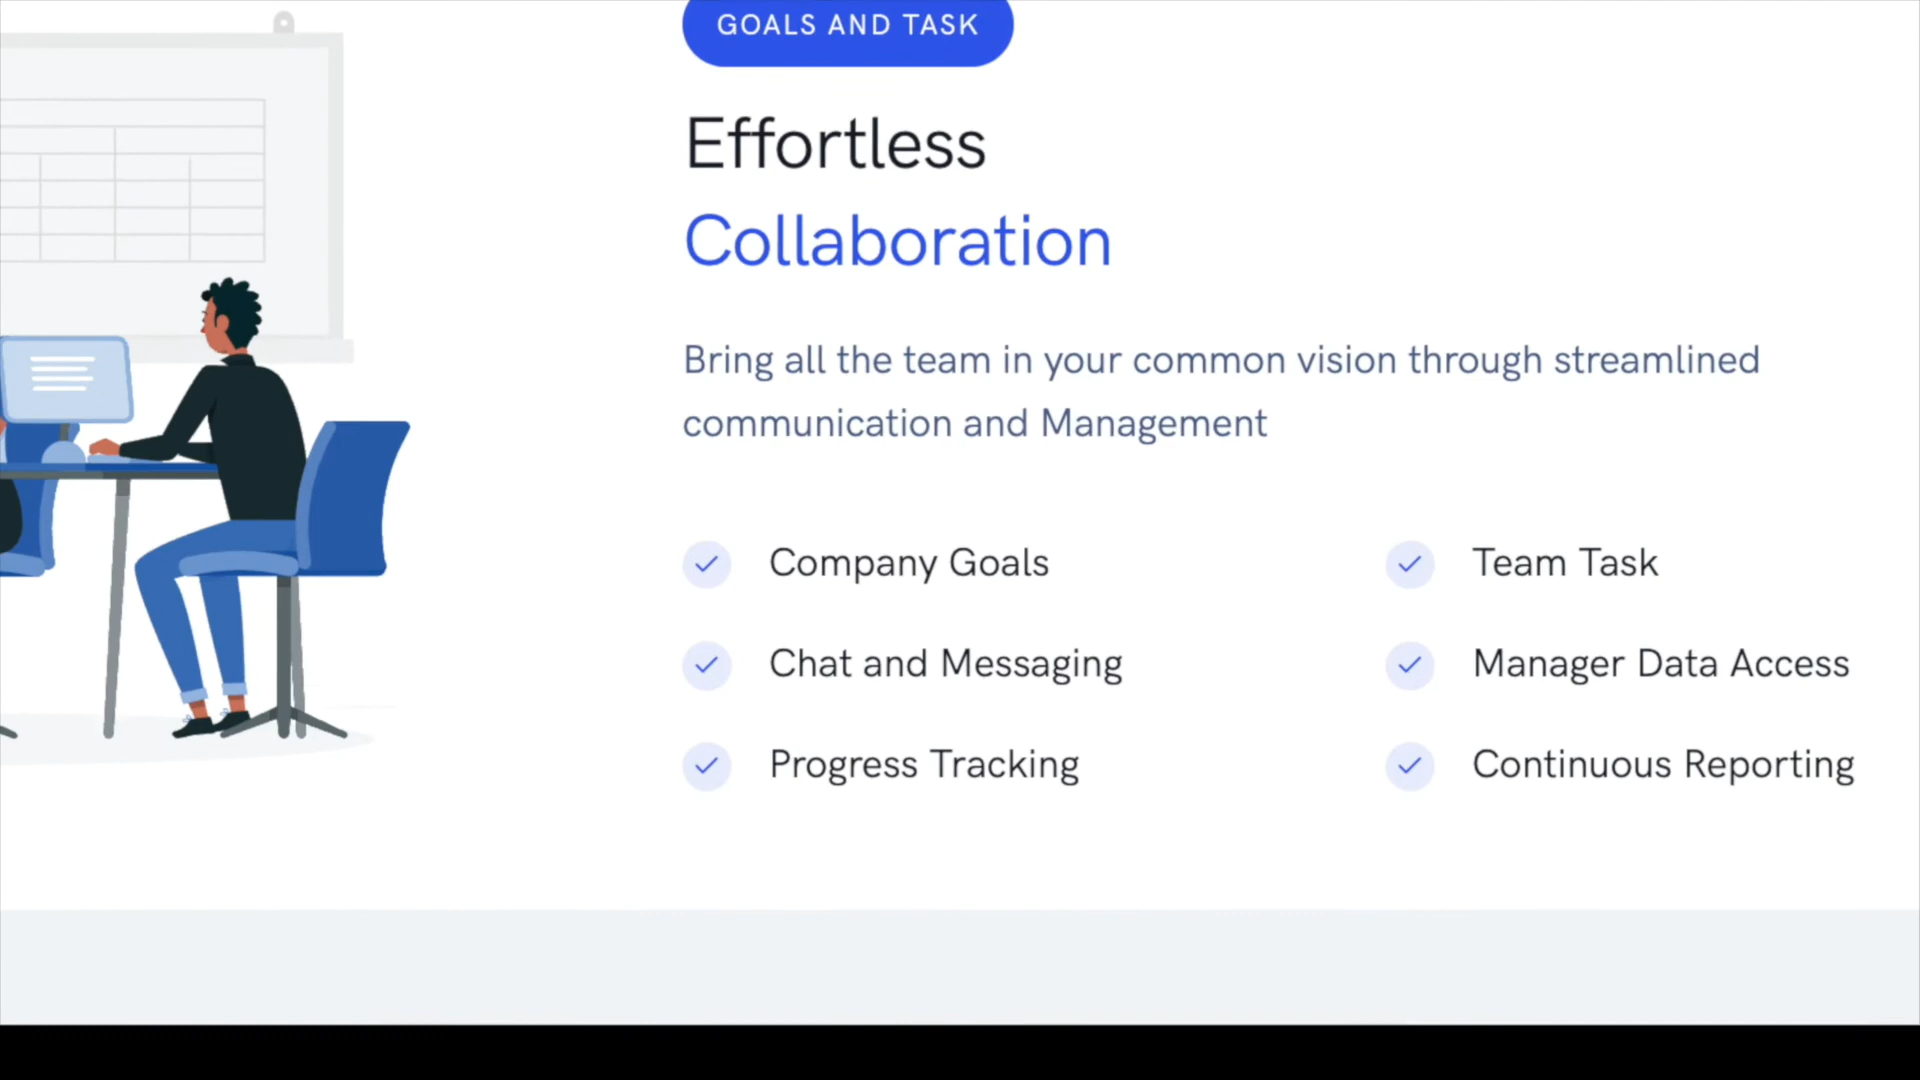 GOALS AND TASK
Effortless
Collaboration
Bring all the team in your common vision through streamlined
communication and Management
Company Goals
Team Task
Chat and Messaging
Manager Data Access
Progress Tracking
Continuous Reporting